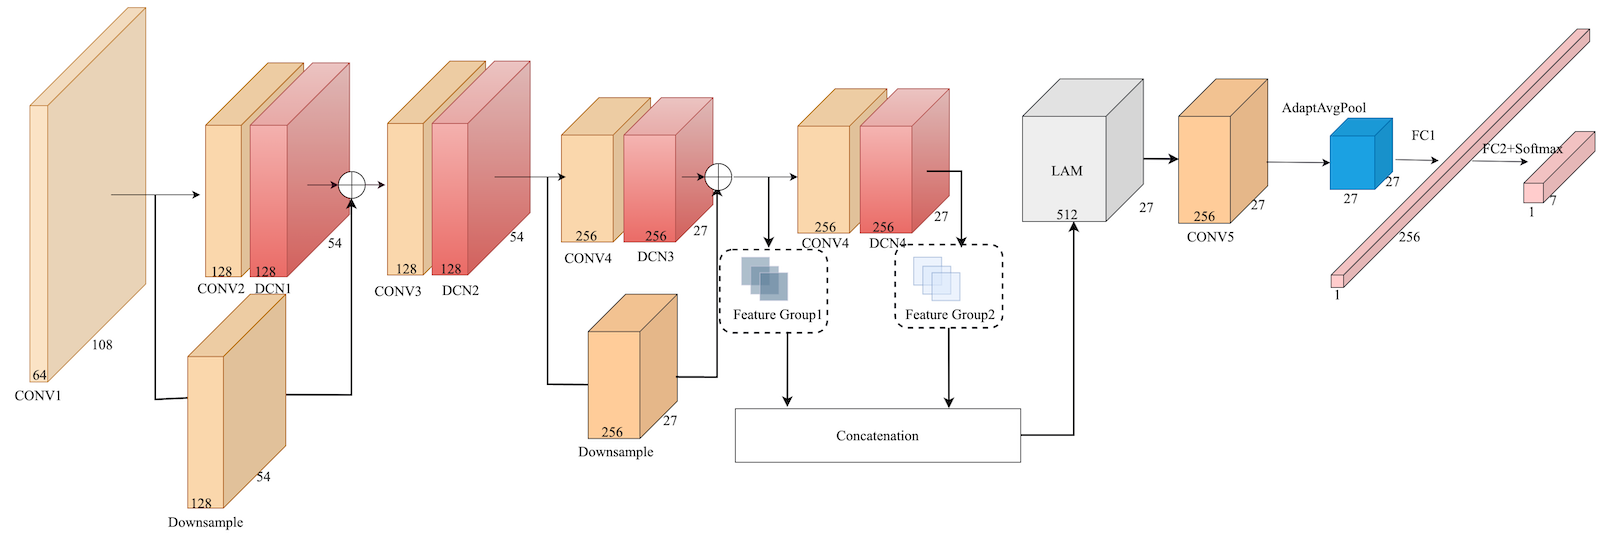 64
108
CONV1
128
128
54
CONV2
DCN1
128
54
Downsample
128
128
54
CONV3
DCN2
256
256
27
CONV4
DCN3
256
27
Downsample
256
256
27
CONV4
DCN4
Feature Group1
Feature Group2
Concatenation
LAM
512
27
256
27
CONV5
AdaptAvgPool
27
27
FC1
256
1
FC2+Softmax
1
7